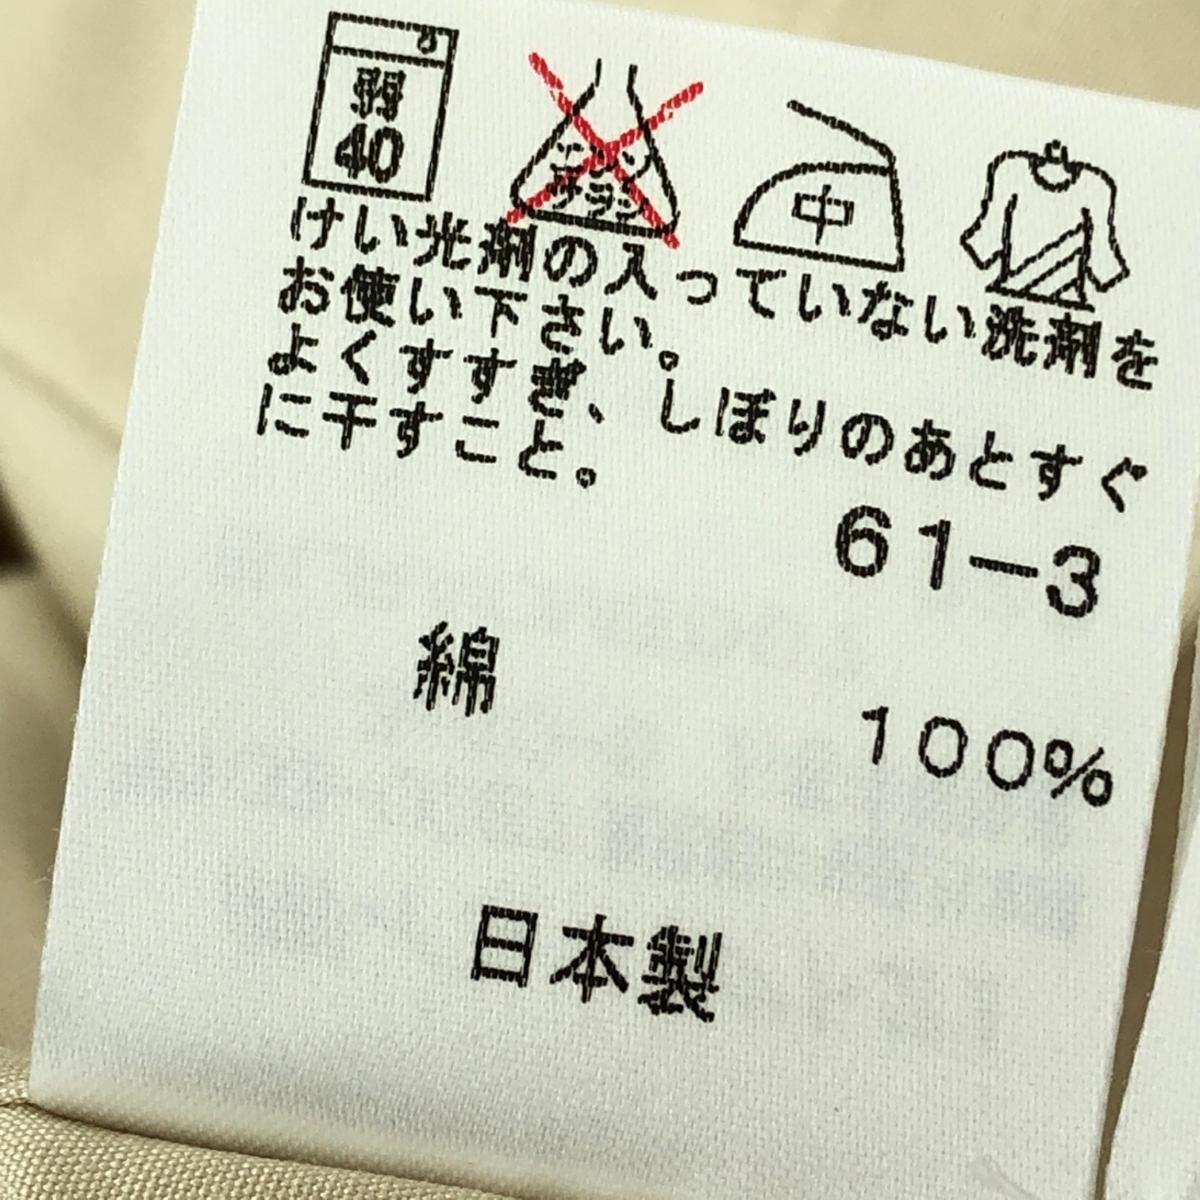 弱
40
エンソ
サラシ
中
けい光剤の入っていない洗剤を
お使い下さい。
よくすすぎ、しぼりのあとすぐ
に干すこと。
61-3
綿 100%
日本製